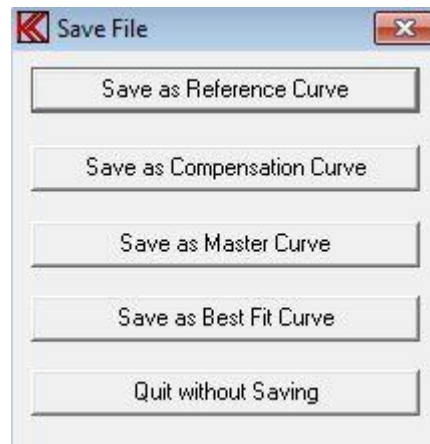 Save File
Save as Reference Curve
Save as Compensation Curve
Save as Master Curve
Save as Best Fit Curve
Quit without Saving